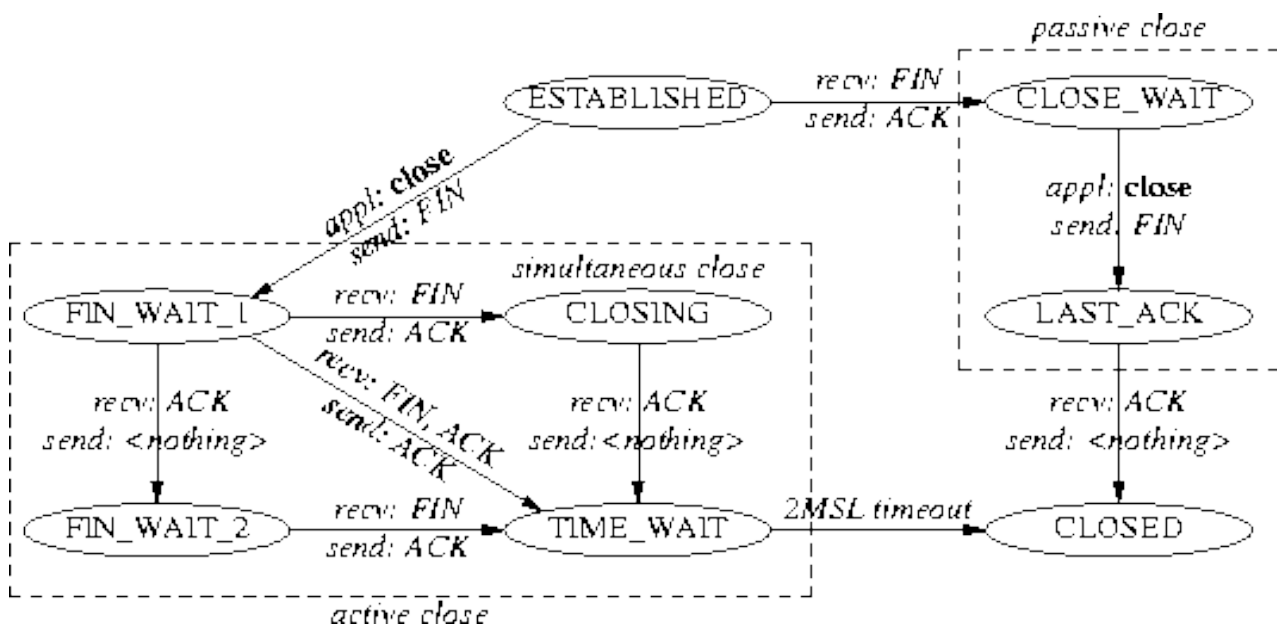 passive close
ESTABLISHED
recv: FIN
send: ACK
CLOSE_WAIT
appl: close
send: FIN
appl: close
send: FIN
simultaneous close
FIN_WAIT_1
recv: FIN
send: ACK
CLOSING
LAST_ACK
recv: ACK
send: <nothing>
recv: FIN, ACK
send: ACK
recv: ACK
send: <nothing>
recv: ACK
send: <nothing>
FIN_WAIT_2
recv: FIN
send: ACK
TIME_WAIT
2MSL timeout
CLOSED
active close